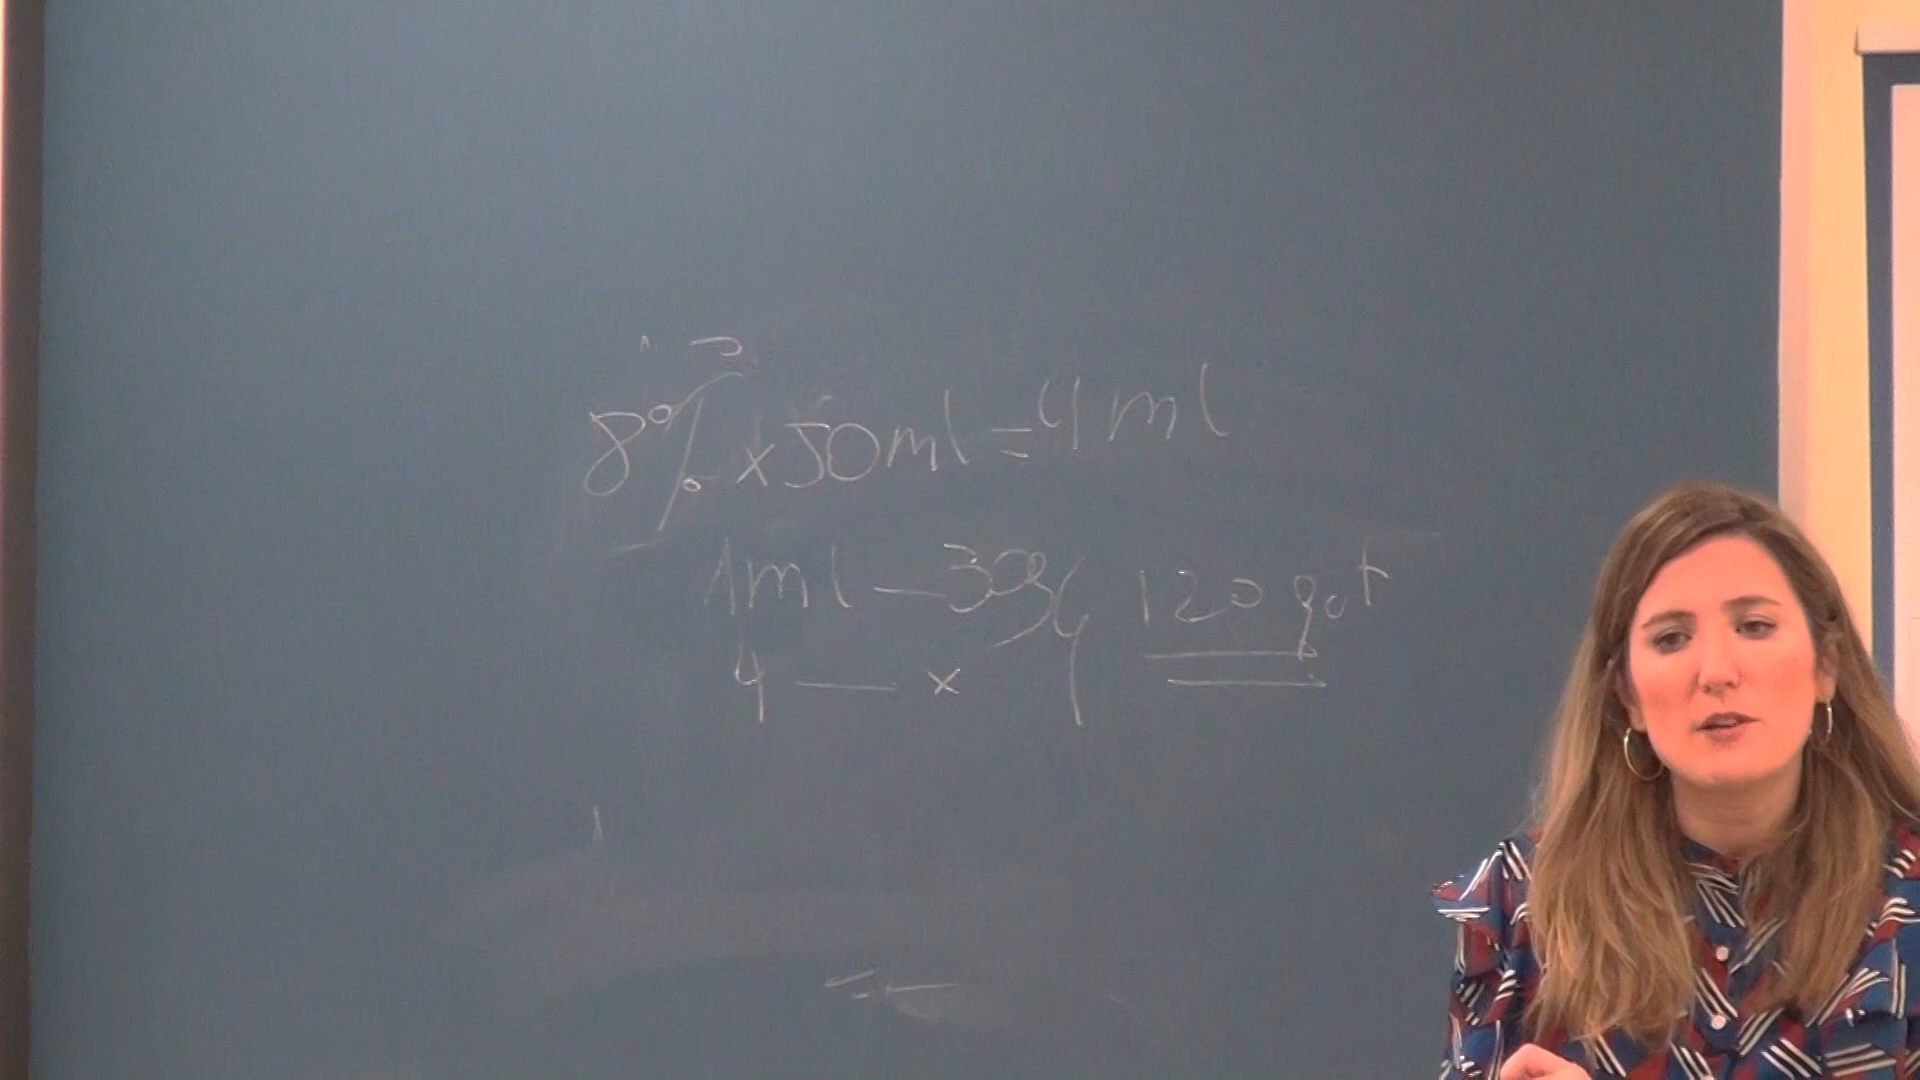 8% x 50ml = 4ml
1ml — 30g 120 got
4 — x